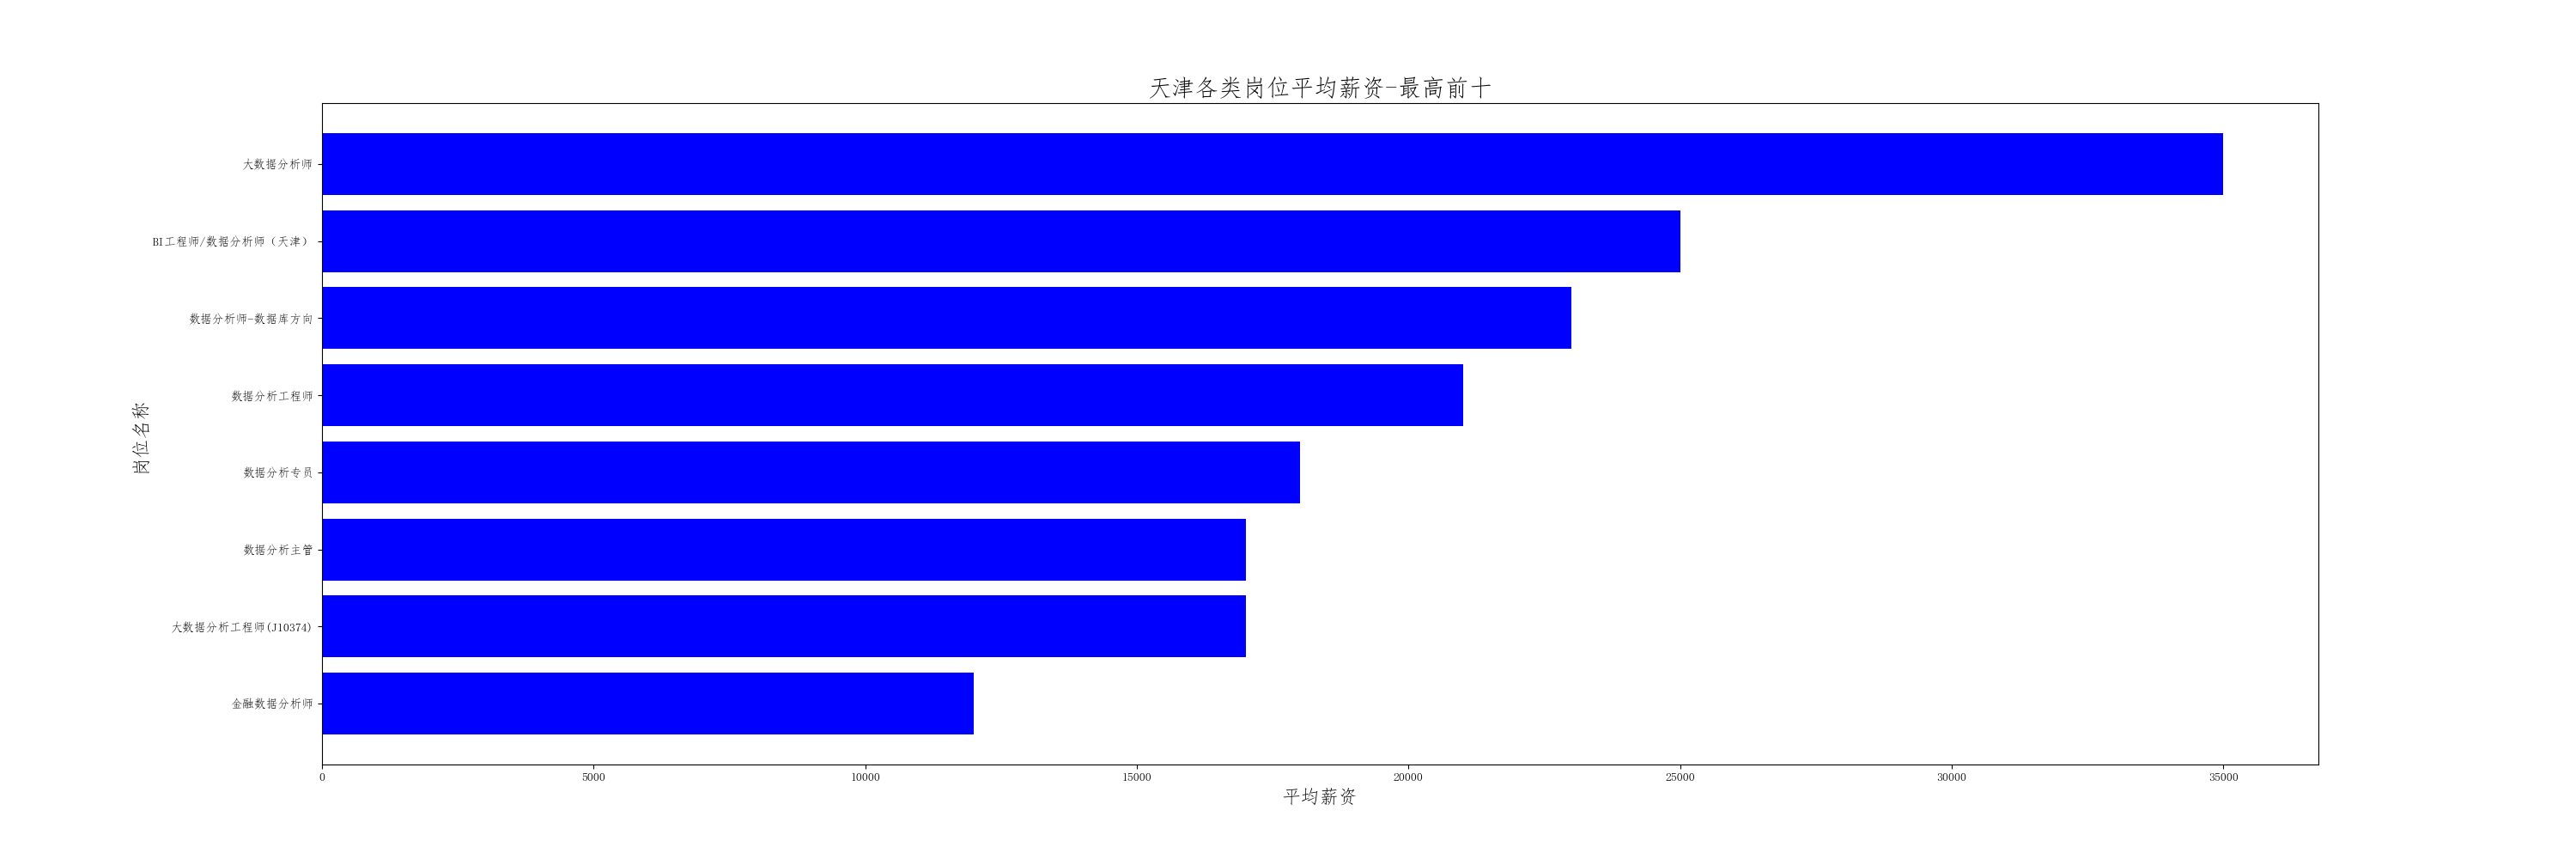 天津各类岗位平均薪资-最高前十
大数据分析师
BI工程师/数据分析师（天津）
数据分析师-数据库方向
数据分析工程师
数据分析专员
数据分析主管
大数据分析工程师(J10374)
金融数据分析师
岗位名称
0 5000 10000 15000 20000 25000 30000 35000
平均薪资